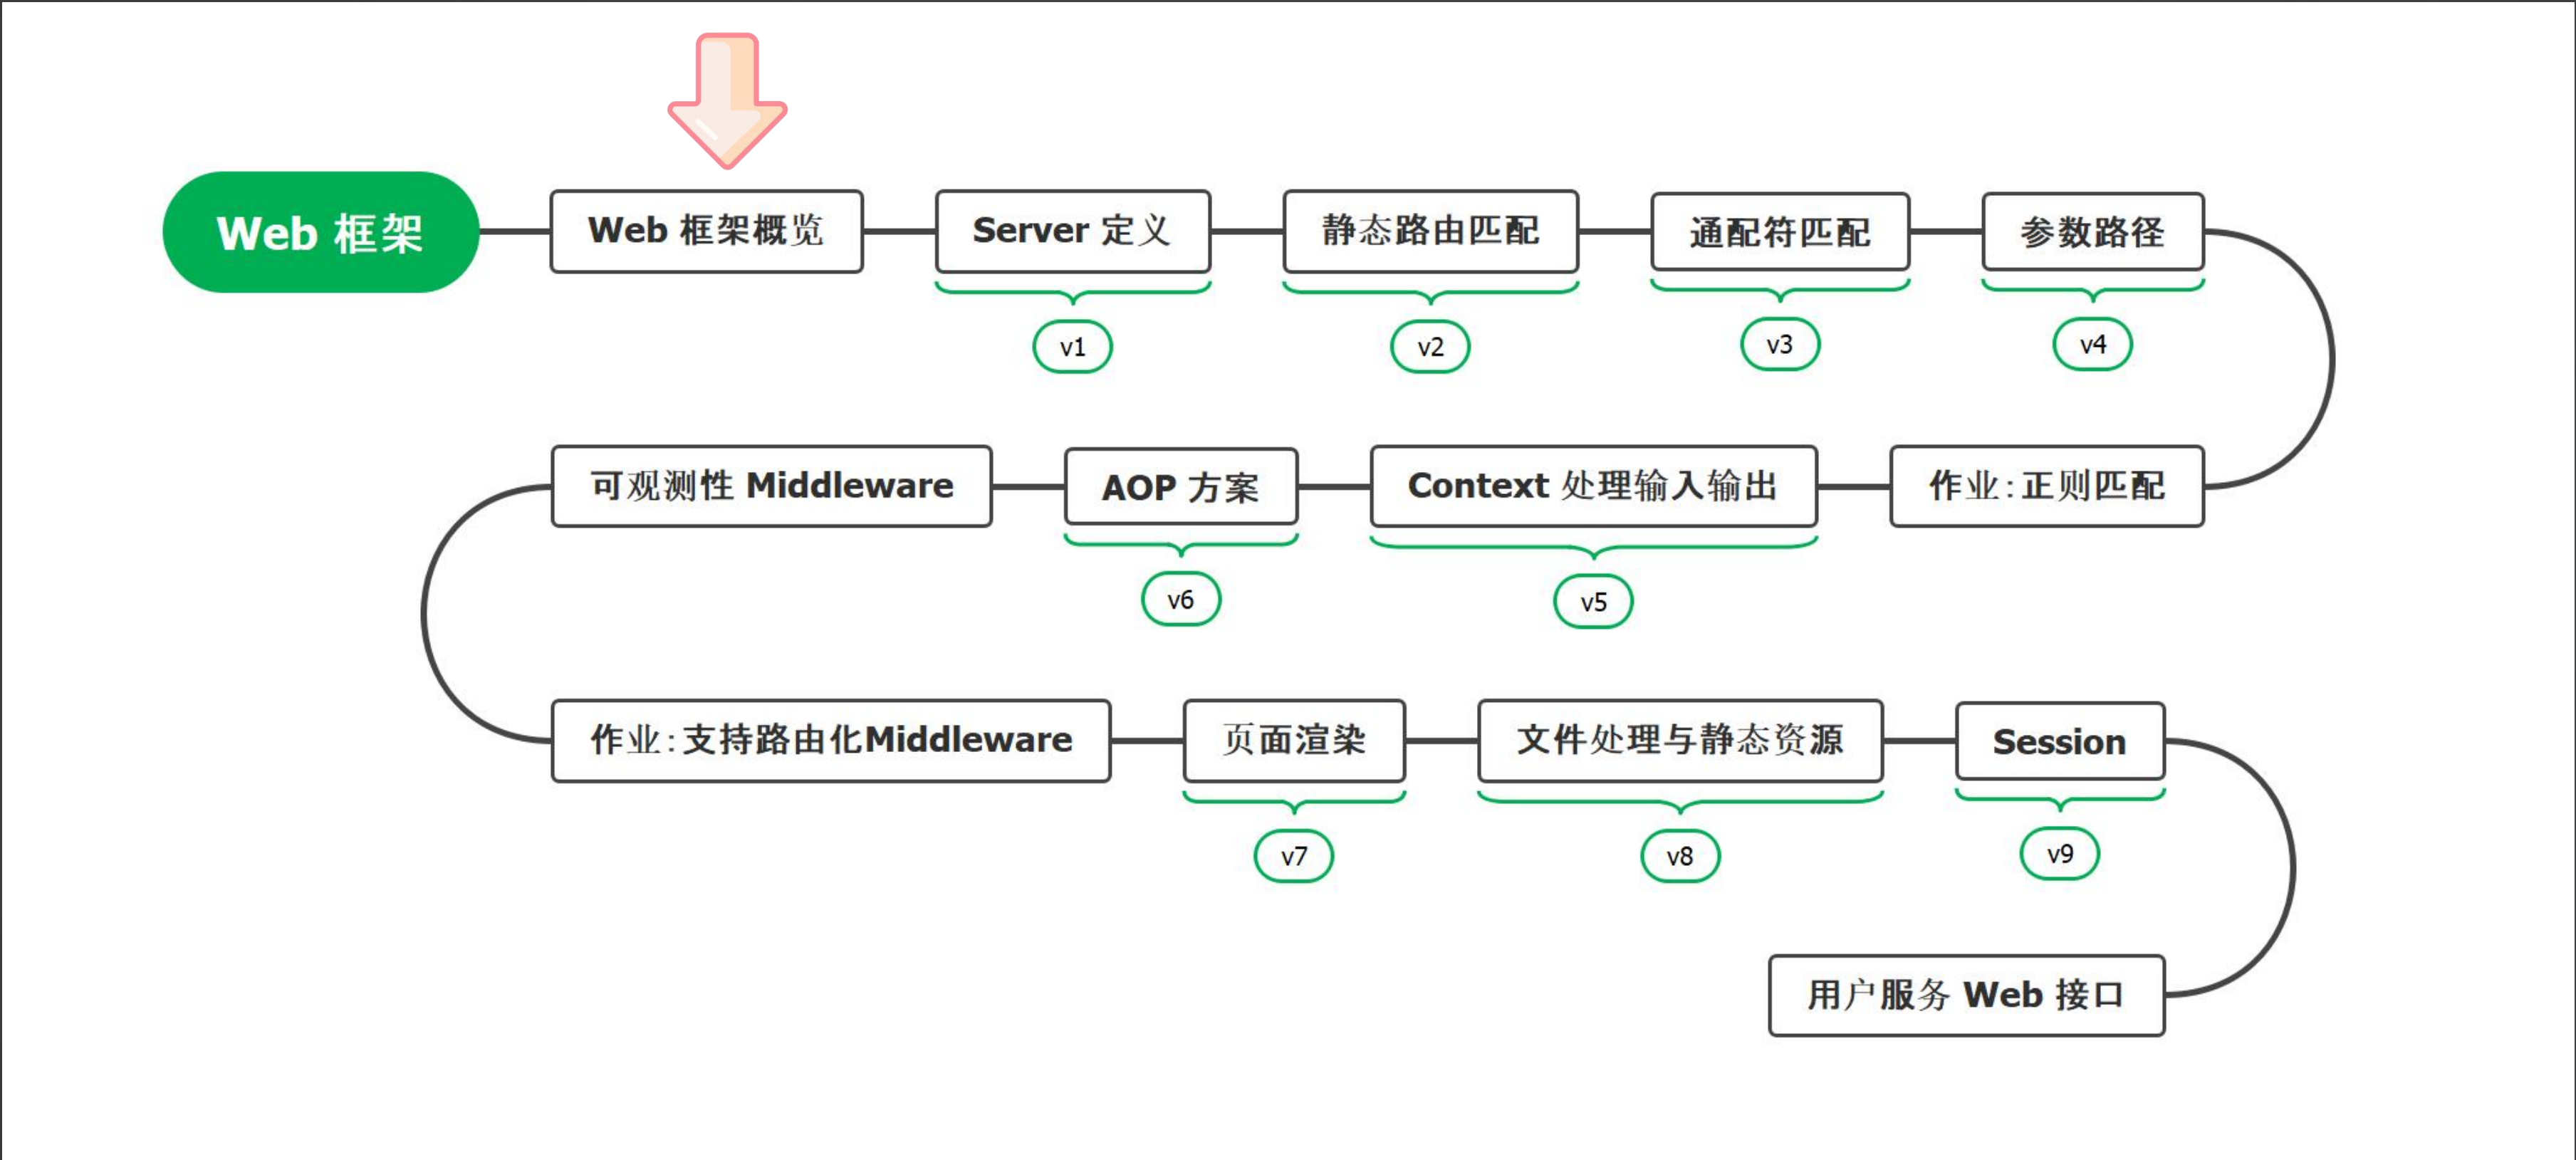 Web 框架
Web 框架概览
Server 定义
静态路由匹配
通配符匹配
参数路径
v1
v2
v3
v4
作业:正则匹配
Context 处理输入输出
AOP 方案
可观测性 Middleware
v5
v6
作业:支持路由化Middleware
页面渲染
文件处理与静态资源
Session
v7
v8
v9
用户服务 Web 接口